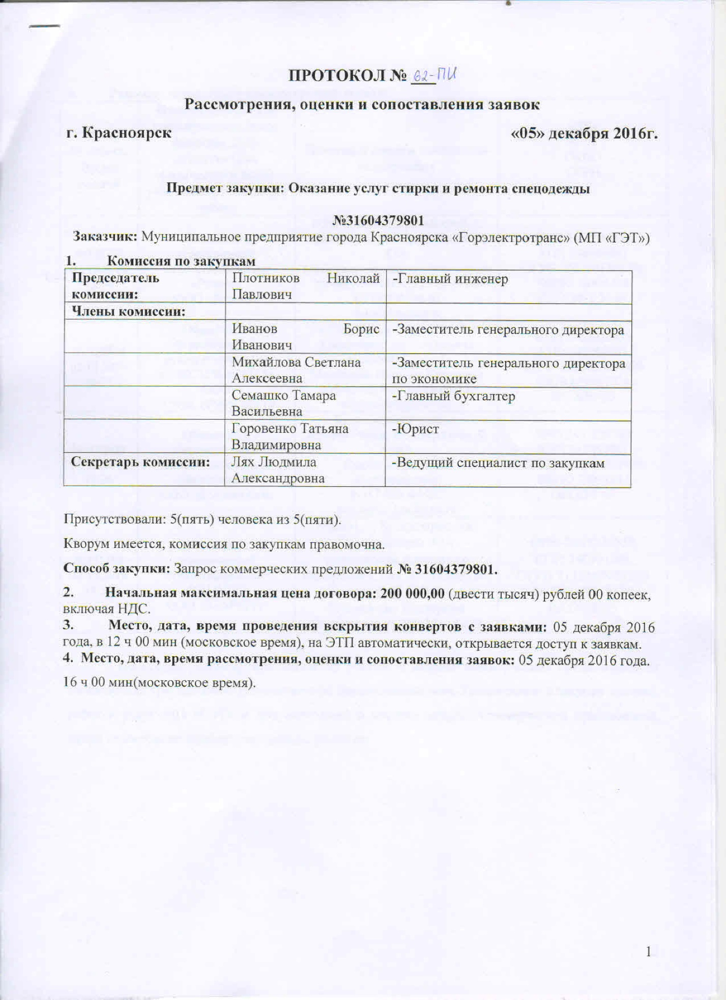 ПРОТОКОЛ № 62-ПИ
Рассмотрения, оценки и сопоставления заявок
г. Красноярск «05» декабря 2016г.
Предмет закупки: Оказание услуг стирки и ремонта спецодежды
№31604379801
Заказчик: Муниципальное предприятие города Красноярска «Горэлектротранс» (МП «ГЭТ»)
1. Комиссия по закупкам
Председатель Плотников Николай -Главный инженер
комиссии: Павлович
Члены комиссии:
Иванов Борис -Заместитель генерального директора
Иванович
Михайлова Светлана -Заместитель генерального директора
Алексеевна по экономике
Семашко Тамара -Главный бухгалтер
Васильевна
Горовенко Татьяна -Юрист
Владимировна
Секретарь комиссии: Лях Людмила -Ведущий специалист по закупкам
Александровна
Присутствовали: 5(пять) человека из 5(пяти).
Кворум имеется, комиссия по закупкам правомочна.
Способ закупки: Запрос коммерческих предложений № 31604379801.
2. Начальная максимальная цена договора: 200 000,00 (двести тысяч) рублей 00 копеек,
включая НДС.
3. Место, дата, время проведения вскрытия конвертов с заявками: 05 декабря 2016
года, в 12 ч 00 мин (московское время), на ЭТП автоматически, открывается доступ к заявкам.
4. Место, дата, время рассмотрения, оценки и сопоставления заявок: 05 декабря 2016 года.
16 ч 00 мин(московское время).
1